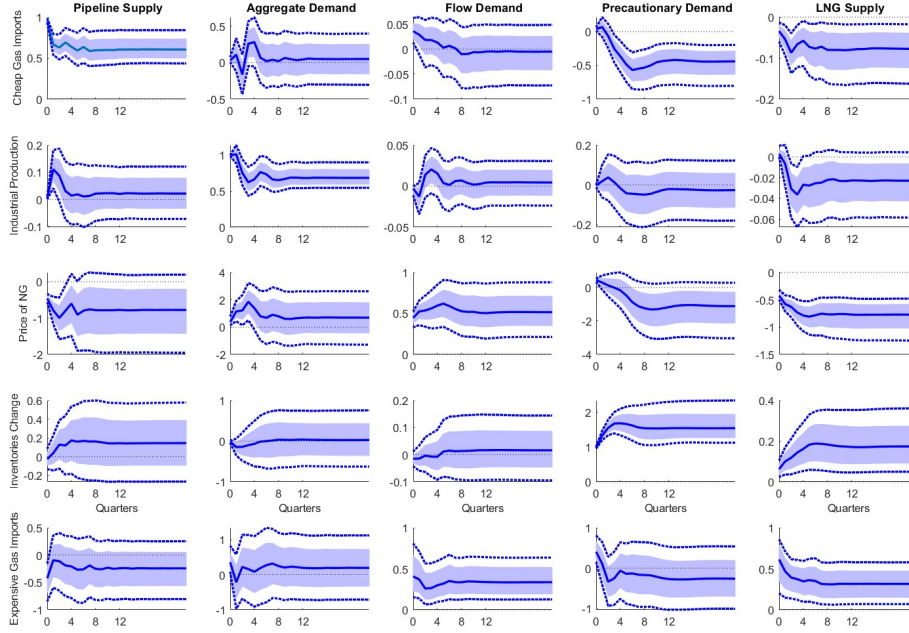 Pipeline Supply Aggregate Demand Flow Demand Precautionary Demand LNG Supply
Cheap Gas Imports
1 0.5 0
0.5 0 -0.5
0.05 0 -0.05 -0.1
0 -0.5 -1
0 -0.1 -0.2
0 4 8 12 0 4 8 12 0 4 8 12 0 4 8 12 0 4 8 12
Industrial Production
0.2 0.1 0 -0.1
1 0.5 0
0.05 0 -0.05
0.2 0 -0.2
0 -0.02 -0.04 -0.06
0 4 8 12 0 4 8 12 0 4 8 12 0 4 8 12 0 4 8 12
Price of NG
0 -1 -2
4 2 0 -2
1 0.5 0
0 -2 -4
0 -0.5 -1 -1.5
0 4 8 12 0 4 8 12 0 4 8 12 0 4 8 12 0 4 8 12
Inventories Change
0.6 0.4 0.2 0 -0.2
1 0 -1
0.2 0.1 0 -0.1
2 1 0
0.4 0.2 0
0 4 8 12 0 4 8 12 0 4 8 12 0 4 8 12 0 4 8 12
Quarters Quarters Quarters Quarters Quarters
Expensive Gas Imports
0.5 0 -0.5 -1
1 0 -1
1 0.5 0
1 0 -1
1 0.5 0
0 4 8 12 0 4 8 12 0 4 8 12 0 4 8 12 0 4 8 12